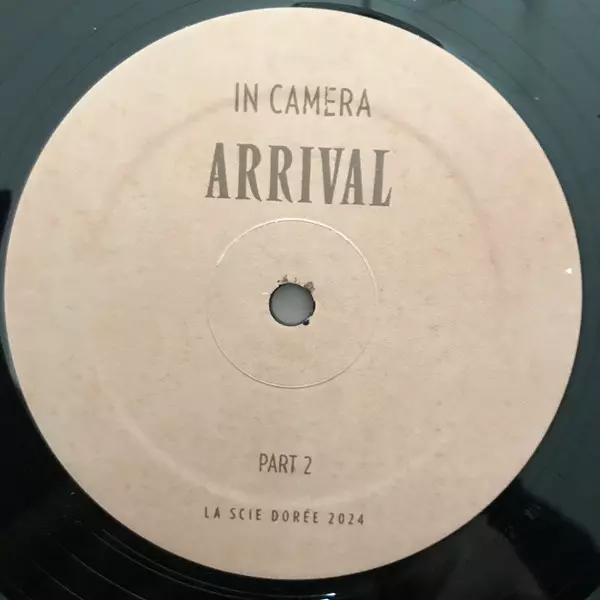 IN CAMERA
ARRIVAL
PART 2
LA SCIE DORÉE 2024